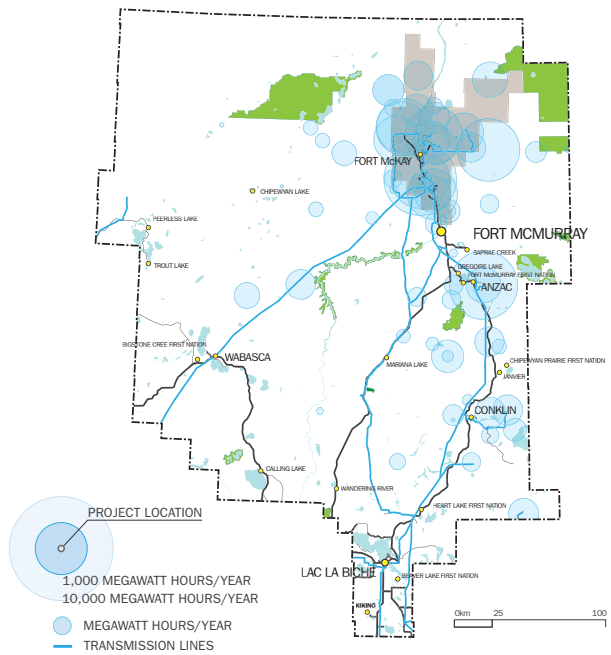 FORT McKAY
CHIPEWYAN LAKE
PEERLESS LAKE
FORT MCMURRAY
SAPRAE CREEK
TROUT LAKE
GREGOIRE LAKE
FORT MCMURRAY FIRST NATION
ANZAC
BIGSTONE CREE FIRST NATION
WABASCA
MARIANA LAKE
CHIPEWYAN PRAIRIE FIRST NATION
JANVIER
CONKLIN
CALLING LAKE
WANDERING RIVER
HEART LAKE FIRST NATION
PROJECT LOCATION
LAC LA BICHE
BEAVER LAKE FIRST NATION
1,000 MEGAWATT HOURS/YEAR
10,000 MEGAWATT HOURS/YEAR
KIKINO
0km 25 100
MEGAWATT HOURS/YEAR
TRANSMISSION LINES